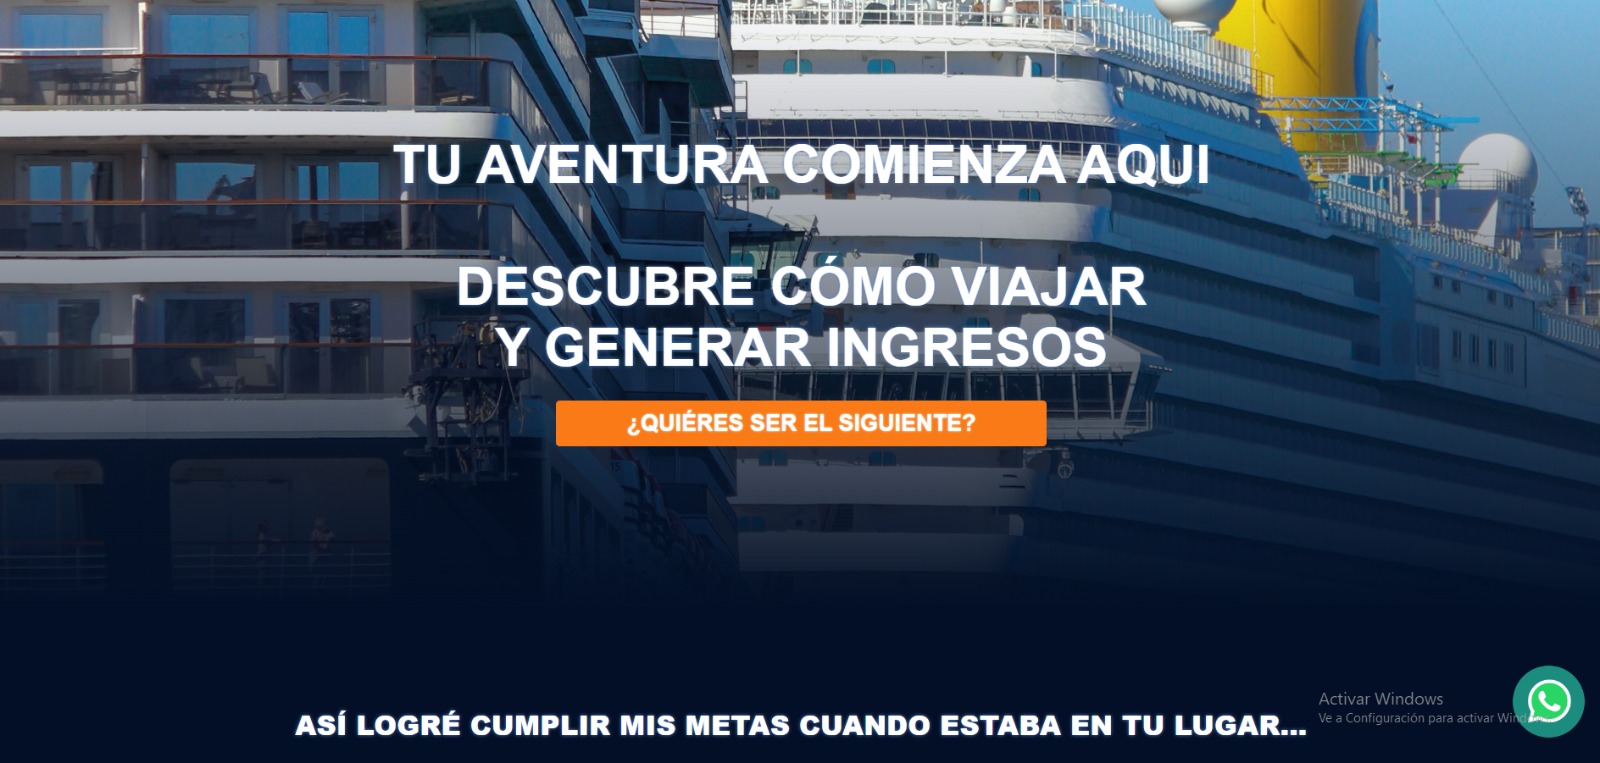 TU AVENTURA COMIENZA AQUI
DESCUBRE CÓMO VIAJAR
Y GENERAR INGRESOS
¿QUIÉRES SER EL SIGUIENTE?
Activar Windows
Ve a Configuración para activar
ASÍ LOGRÉ CUMPLIR MIS METAS CUANDO ESTABA EN TU LUGAR...